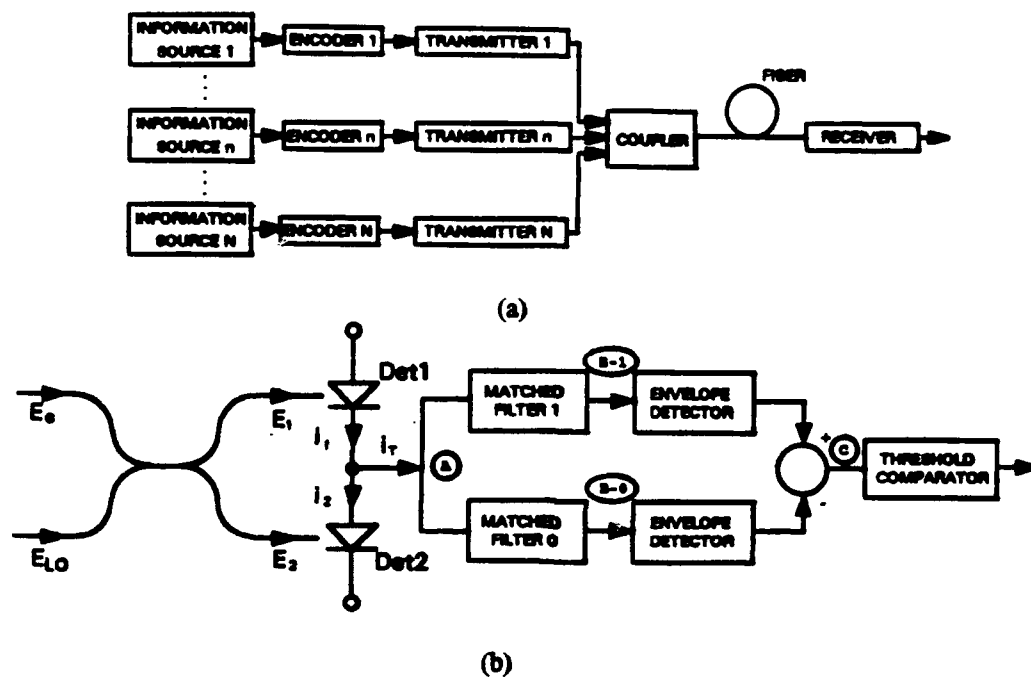 INFORMATION
SOURCE 1
ENCODER 1
TRANSMITTER 1
INFORMATION
SOURCE n
ENCODER n
TRANSMITTER n
COUPLER
FIBER
RECEIVER
INFORMATION
SOURCE N
ENCODER N
TRANSMITTER N
(a)
Es
ELO
E1
E2
Det1
i1
iT
i2
Det2
MATCHED
FILTER 1
B-1
ENVELOPE
DETECTOR
MATCHED
FILTER 0
B-0
ENVELOPE
DETECTOR
+
C
-
THRESHOLD
COMPARATOR
(b)